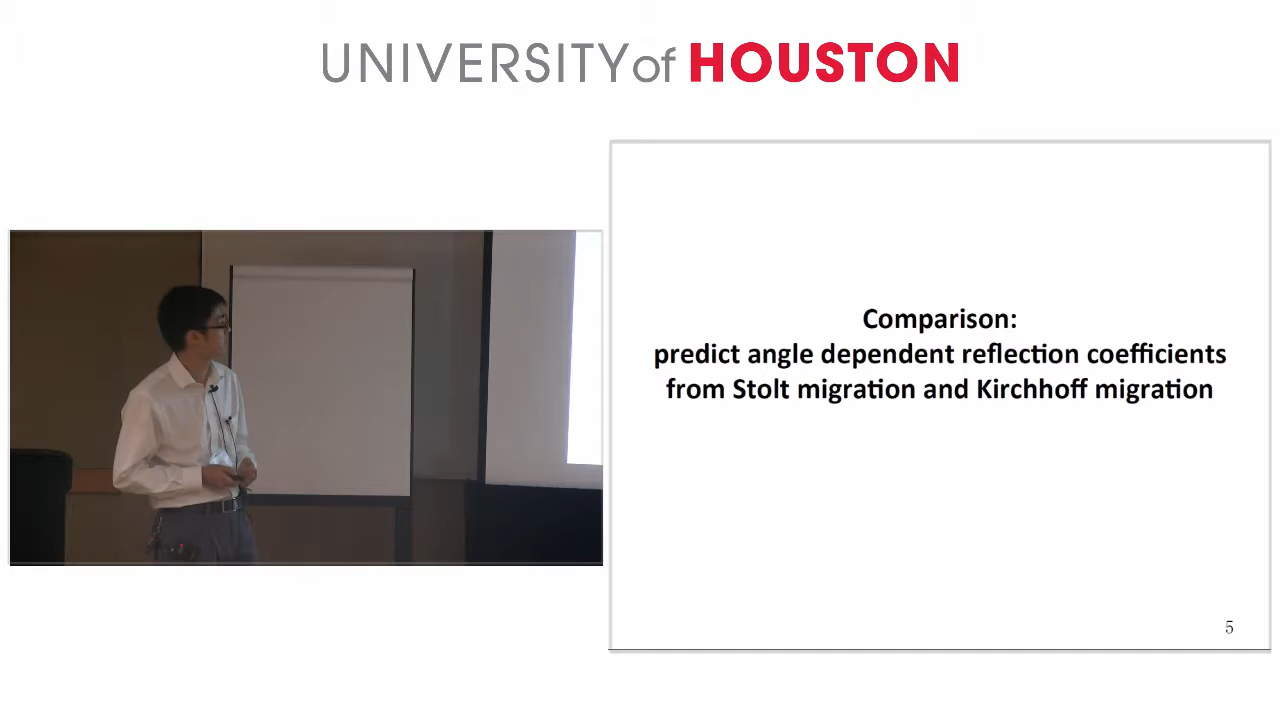 UNIVERSITY of HOUSTON
Comparison:
predict angle dependent reflection coefficients
from Stolt migration and Kirchhoff migration
5